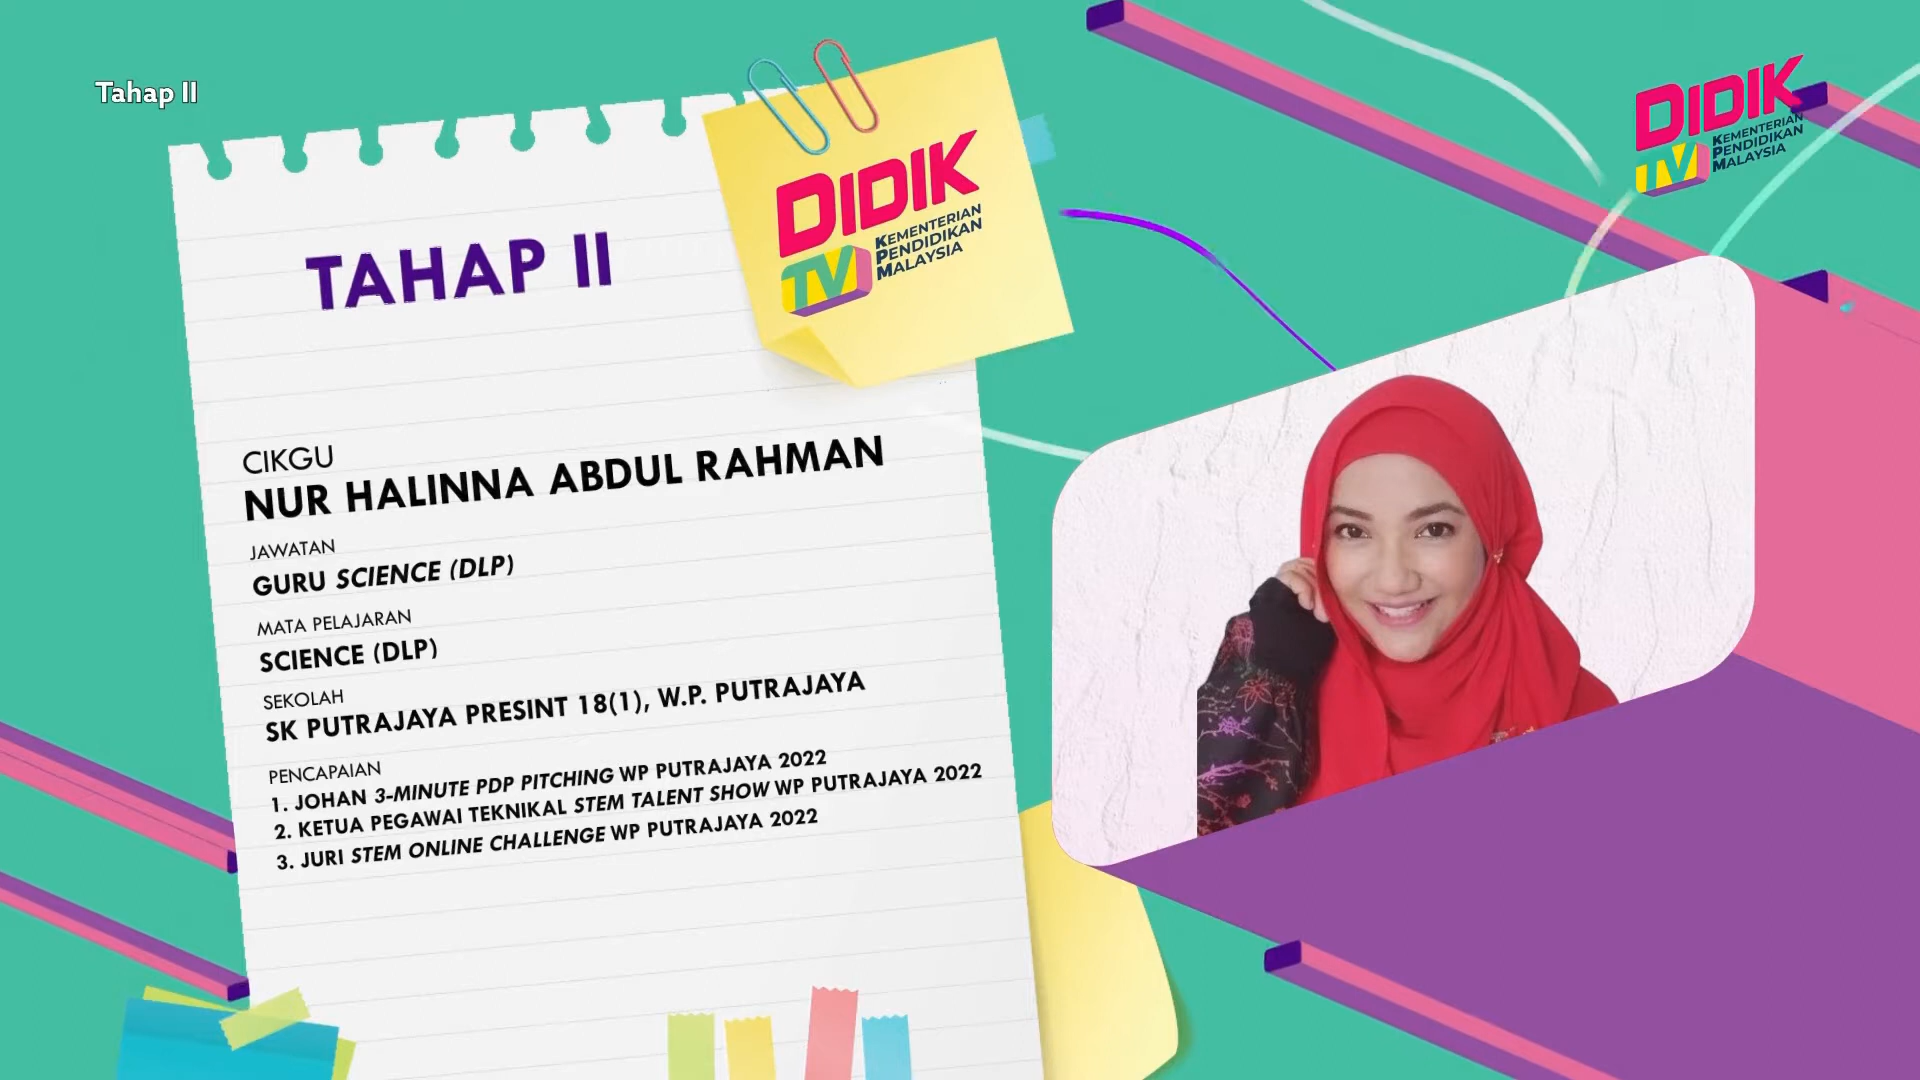 Tahap II
TAHAP II
DIDIK
TV
KEMENTERIAN
PENDIDIKAN
MALAYSIA
DIDIK
TV
KEMENTERIAN
PENDIDIKAN
MALAYSIA
CIKGU
NUR HALINNA ABDUL RAHMAN
JAWATAN
GURU SCIENCE (DLP)
MATA PELAJARAN
SCIENCE (DLP)
SEKOLAH
SK PUTRAJAYA PRESINT 18(1), W.P. PUTRAJAYA
PENCAPAIAN
1. JOHAN 3-MINUTE PDP PITCHING WP PUTRAJAYA 2022
2. KETUA PEGAWAI TEKNIKAL STEM TALENT SHOW WP PUTRAJAYA 2022
3. JURI STEM ONLINE CHALLENGE WP PUTRAJAYA 2022